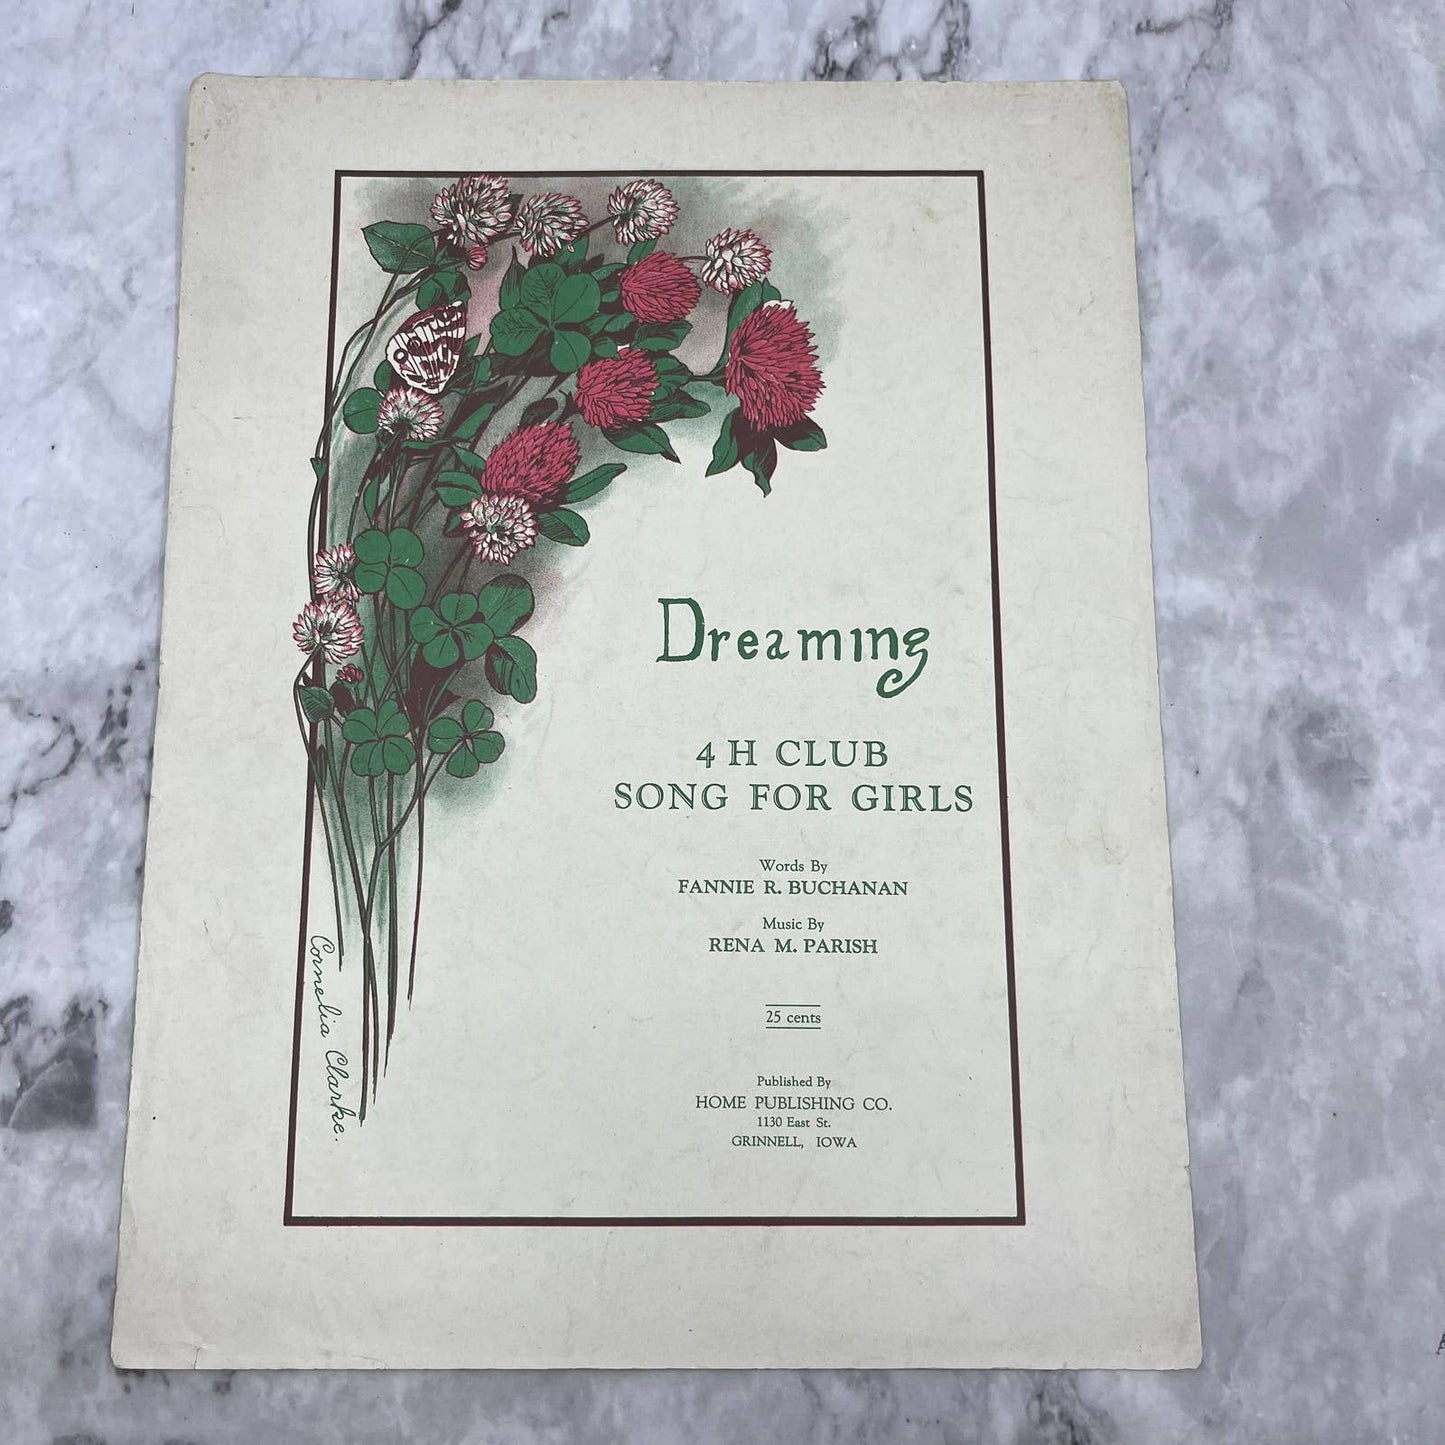 Dreaming
4 H CLUB
SONG FOR GIRLS
Words By
FANNIE R. BUCHANAN
Music By
RENA M. PARISH
25 cents
Published By
HOME PUBLISHING CO.
1130 East St.
GRINNELL, IOWA
Cornelia Clarke.